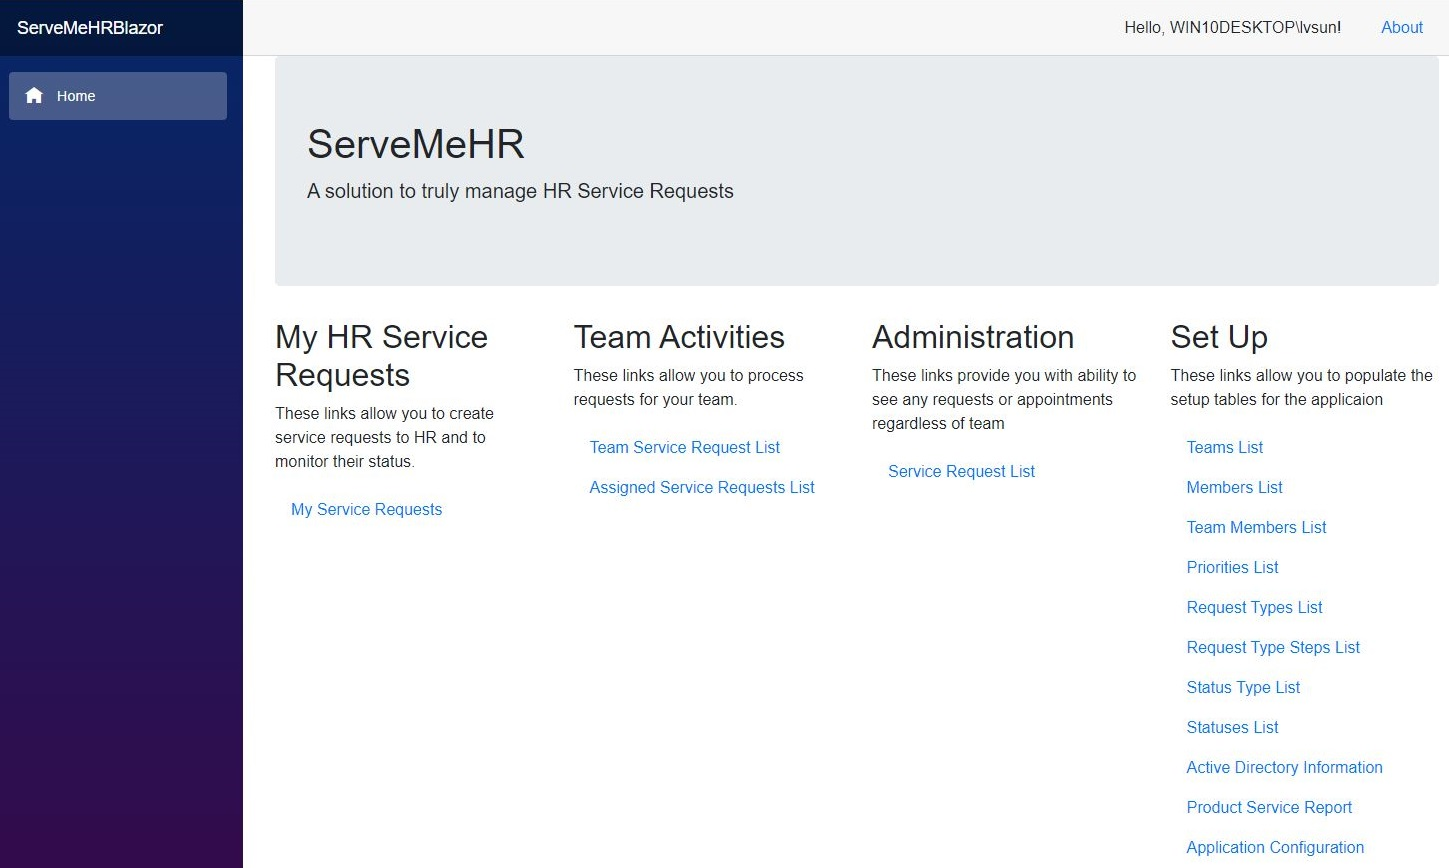 ServeMeHRBlazor
Hello, WIN10DESKTOP\lvsun!
About
Home
ServeMeHR
A solution to truly manage HR Service Requests
My HR Service
Requests
These links allow you to create
service requests to HR and to
monitor their status.
My Service Requests
Team Activities
These links allow you to process
requests for your team.
Team Service Request List
Assigned Service Requests List
Administration
These links provide you with ability to
see any requests or appointments
regardless of team
Service Request List
Set Up
These links allow you to populate the
setup tables for the applicaion
Teams List
Members List
Team Members List
Priorities List
Request Types List
Request Type Steps List
Status Type List
Statuses List
Active Directory Information
Product Service Report
Application Configuration